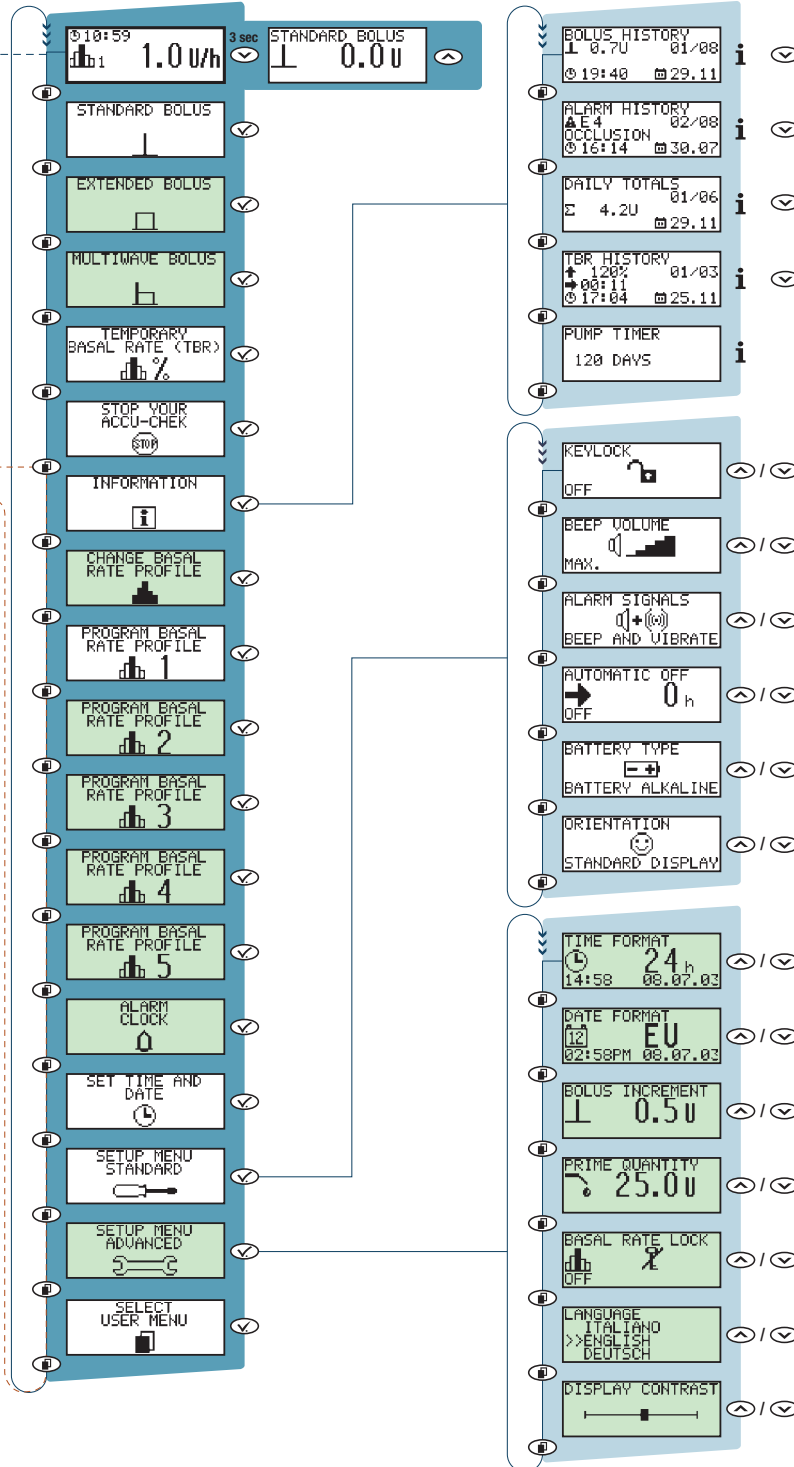 10:59
1 1.0 U/h
3 sec
STANDARD BOLUS
0.0 U
STANDARD BOLUS
EXTENDED BOLUS
MULTIWAVE BOLUS
TEMPORARY
BASAL RATE (TBR)
%
STOP YOUR
ACCU-CHEK
STOP
INFORMATION
i
CHANGE BASAL
RATE PROFILE
PROGRAM BASAL
RATE PROFILE
1
PROGRAM BASAL
RATE PROFILE
2
PROGRAM BASAL
RATE PROFILE
3
PROGRAM BASAL
RATE PROFILE
4
PROGRAM BASAL
RATE PROFILE
5
ALARM
CLOCK
SET TIME AND
DATE
SETUP MENU
STANDARD
SETUP MENU
ADVANCED
SELECT
USER MENU
BOLUS HISTORY
0.7U 01/08
19:40 29.11
i
ALARM HISTORY
E4 02/08
OCCLUSION
16:14 30.07
i
DAILY TOTALS
01/06
Σ 4.2U
29.11
i
TBR HISTORY
120% 01/03
00:11
17:04 25.11
i
PUMP TIMER
120 DAYS
i
KEYLOCK
OFF
/
BEEP VOLUME
MAX.
/
ALARM SIGNALS
+
BEEP AND VIBRATE
/
AUTOMATIC OFF
0 h
OFF
/
BATTERY TYPE
- +
BATTERY ALKALINE
/
ORIENTATION
STANDARD DISPLAY
/
TIME FORMAT
24 h
14:58 08.07.03
/
DATE FORMAT
12 EU
02:58PM 08.07.03
/
BOLUS INCREMENT
0.5 U
/
PRIME QUANTITY
25.0 U
/
BASAL RATE LOCK
OFF
/
LANGUAGE
ITALIANO
>>ENGLISH
DEUTSCH
/
DISPLAY CONTRAST
/